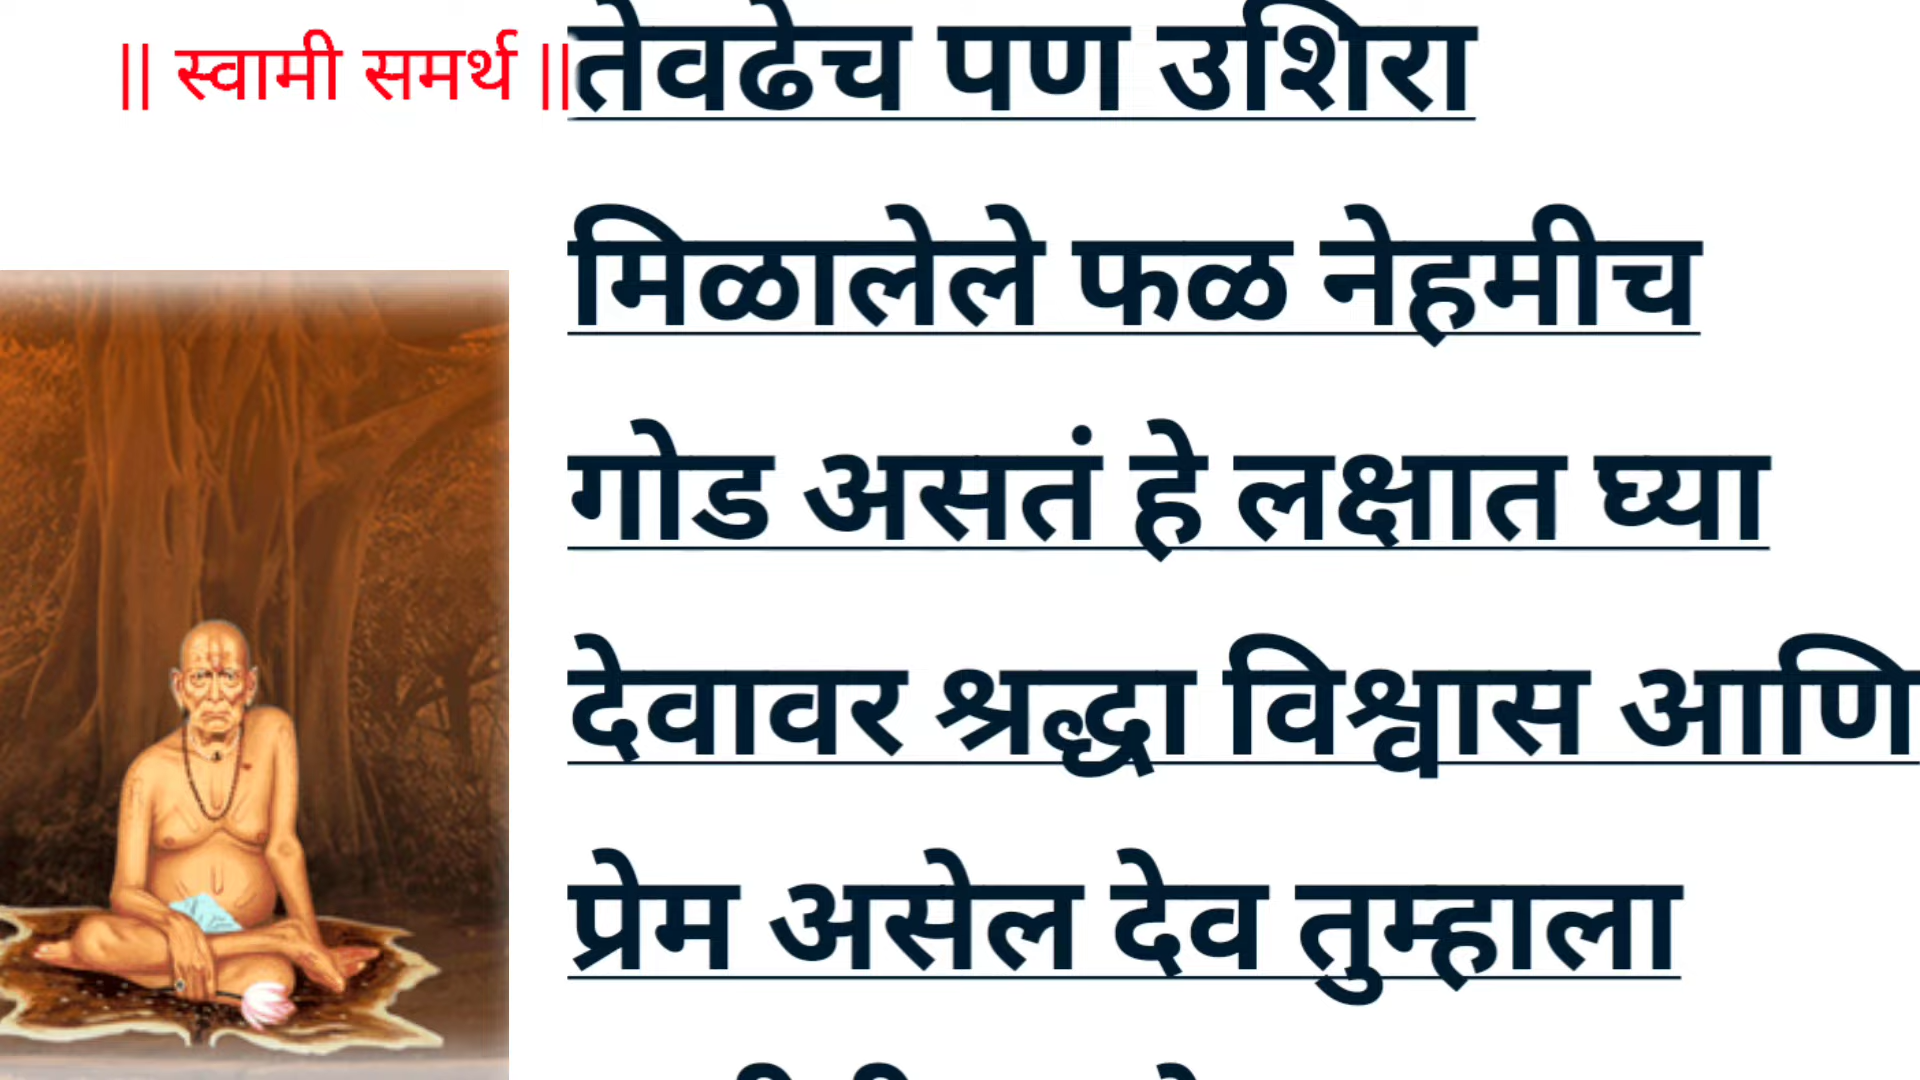 || स्वामी समर्थ ||
तेवढेच पण उशिरा
मिळालेले फळ नेहमीच
गोड असतं हे लक्षात घ्या
देवावर श्रद्धा विश्वास आणि
प्रेम असेल देव तुम्हाला